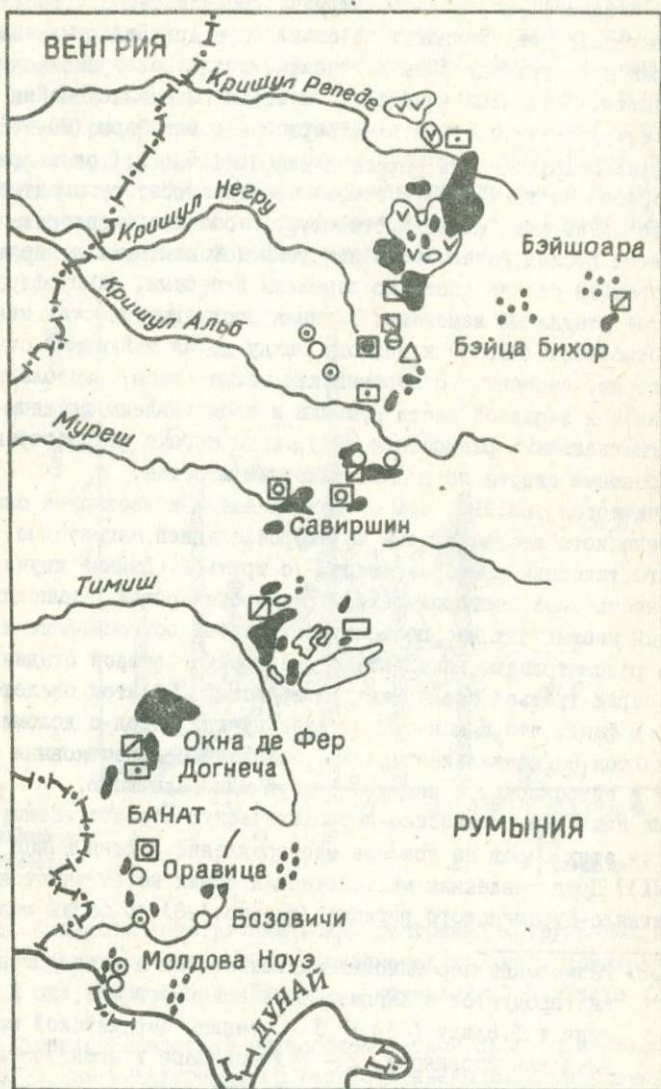 ВЕНГРИЯ
Кришул Репеде
Кришул Негру
Бэйшоара
Кришул Альб
Бэйца Бихор
Муреш
Савиршин
Тимиш
Окна де Фер
Догнеча
БАНАТ
РУМЫНИЯ
Оравица
Бозовичи
Молдова Ноуэ
ДУНАЙ